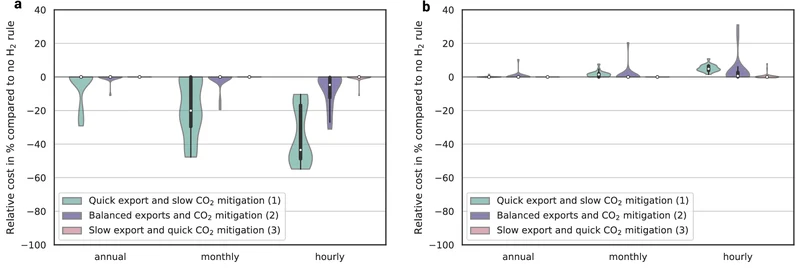 a
Relative cost in % compared to no H₂ rule
40
20
0
−20
−40
−60
−80
−100
Quick export and slow CO₂ mitigation (1)
Balanced exports and CO₂ mitigation (2)
Slow export and quick CO₂ mitigation (3)
annual monthly hourly
b
Relative cost in % compared to no H₂ rule
40
20
0
−20
−40
−60
−80
−100
Quick export and slow CO₂ mitigation (1)
Balanced exports and CO₂ mitigation (2)
Slow export and quick CO₂ mitigation (3)
annual monthly hourly